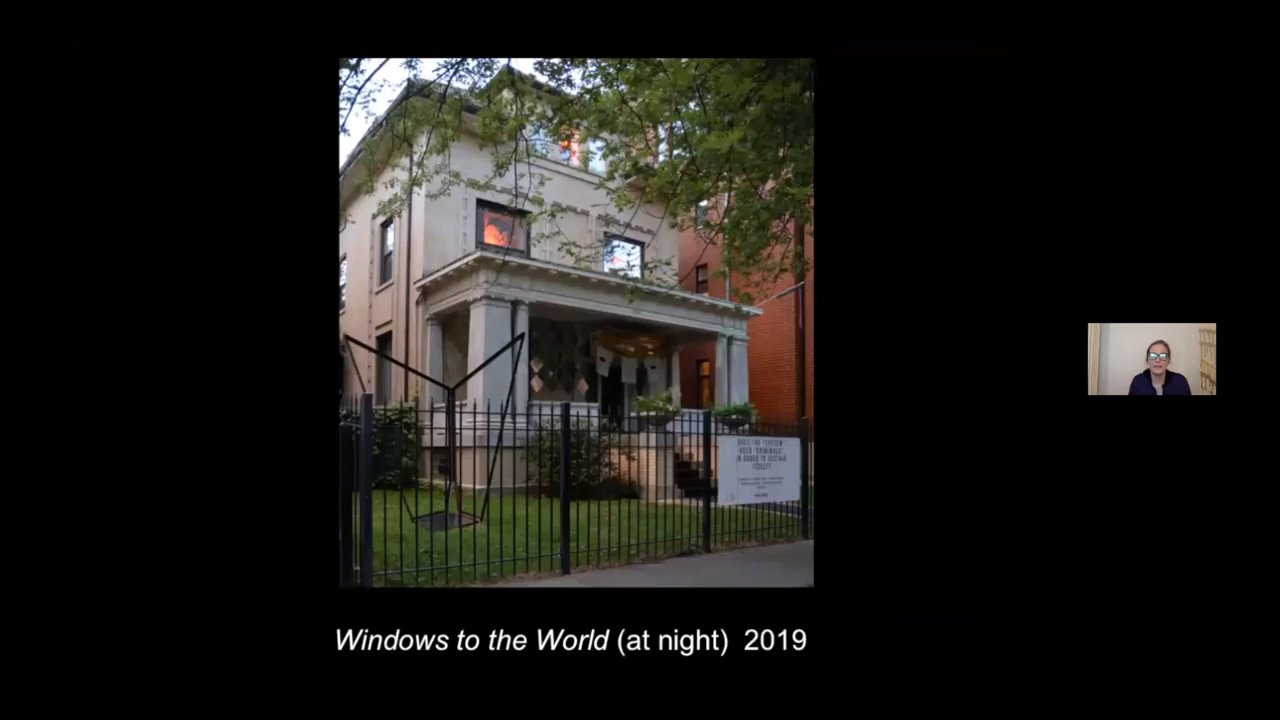 DOES THE "SYSTEM"
NEED "CRIMINALS"
IN ORDER TO SUSTAIN
ITSELF?
Windows to the World (at night) 2019